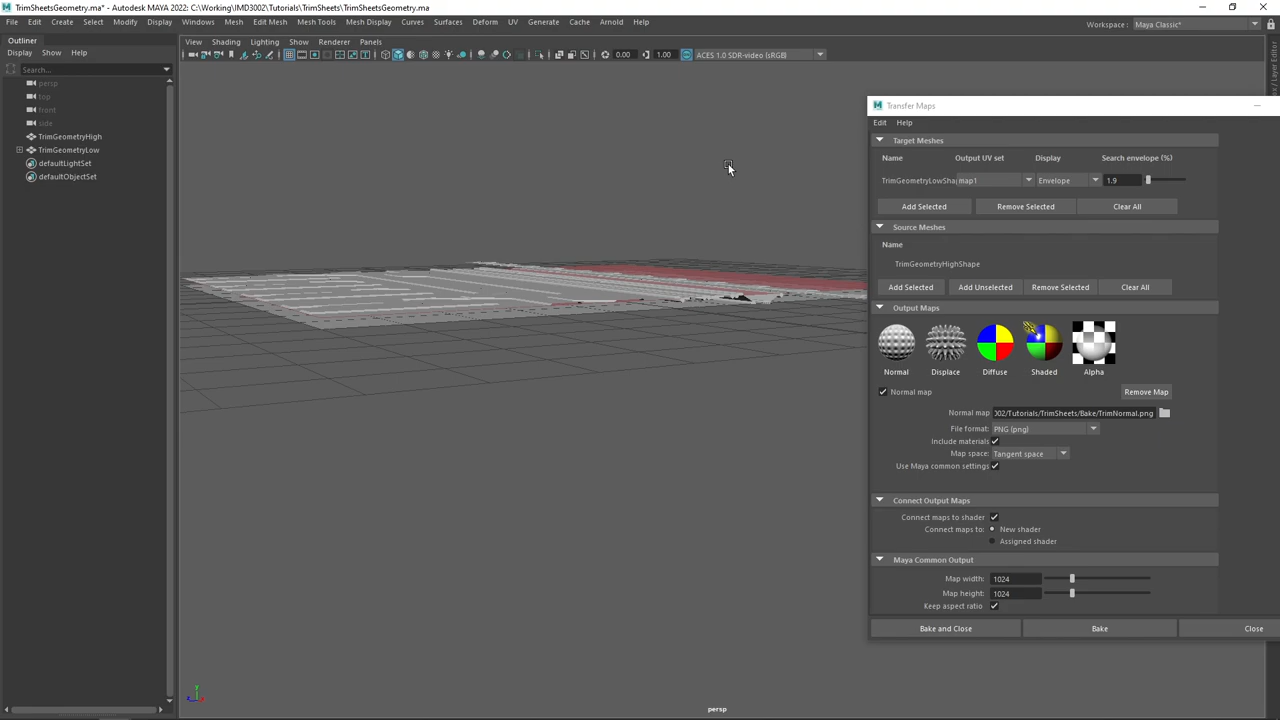 TrimSheetsGeometry.ma* - Autodesk MAYA 2022: C:\Working\IMD3002\Tutorials\TrimSheets\TrimSheetsGeometry.ma
File Edit Create Select Modify Display Windows Mesh Edit Mesh Mesh Tools Mesh Display Curves Surfaces Deform UV Generate Cache Arnold Help
Workspace : Maya Classic*
Outliner
Display Show Help
Search...
persp
top
front
side
TrimGeometryHigh
TrimGeometryLow
defaultLightSet
defaultObjectSet
View Shading Lighting Show Renderer Panels
0.00 1.00 ACES 1.0 SDR-video (sRGB)
Transfer Maps
Edit Help
Target Meshes
Name Output UV set Display Search envelope (%)
TrimGeometryLowSha map1 Envelope 1.9
Add Selected Remove Selected Clear All
Source Meshes
Name
TrimGeometryHighShape
Add Selected Add Unselected Remove Selected Clear All
Output Maps
Normal Displace Diffuse Shaded Alpha
Normal map Remove Map
Normal map 002/Tutorials/TrimSheets/Bake/TrimNormal.png
File format: PNG (png)
Include materials
Map space: Tangent space
Use Maya common settings
Connect Output Maps
Connect maps to shader
Connect maps to: New shader
Assigned shader
Maya Common Output
Map width: 1024
Map height: 1024
Keep aspect ratio
Bake and Close Bake Close
persp